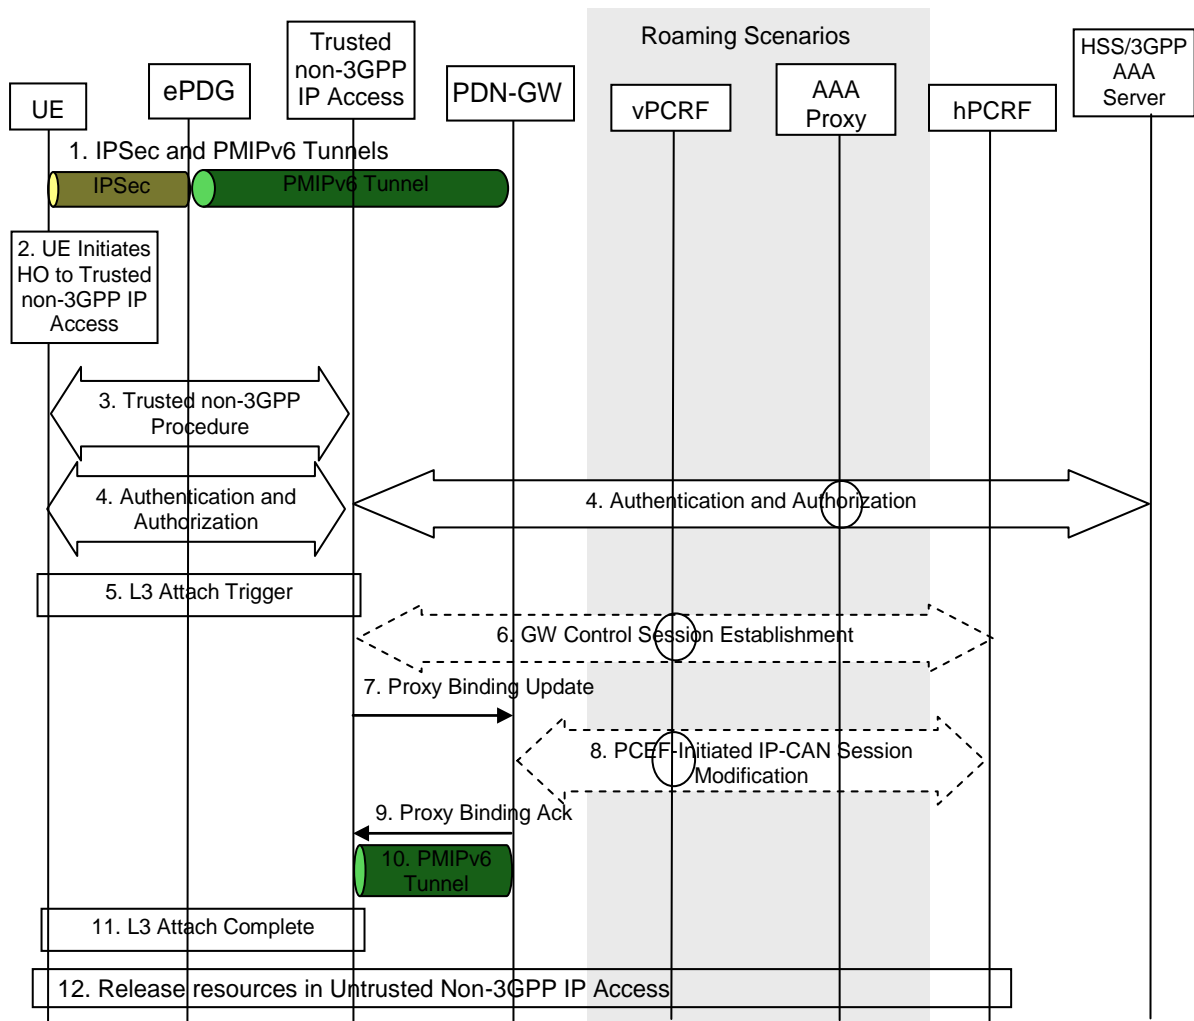 Roaming Scenarios
UE
ePDG
Trusted
non-3GPP
IP Access
PDN-GW
vPCRF
AAA
Proxy
hPCRF
HSS/3GPP
AAA
Server
1. IPSec and PMIPv6 Tunnels
IPSec
PMIPv6 Tunnel
2. UE Initiates
HO to Trusted
non-3GPP IP
Access
3. Trusted non-3GPP
Procedure
4. Authentication and
Authorization
4. Authentication and Authorization
5. L3 Attach Trigger
6. GW Control Session Establishment
7. Proxy Binding Update
8. PCEF-Initiated IP-CAN Session
Modification
9. Proxy Binding Ack
10. PMIPv6
Tunnel
11. L3 Attach Complete
12. Release resources in Untrusted Non-3GPP IP Access